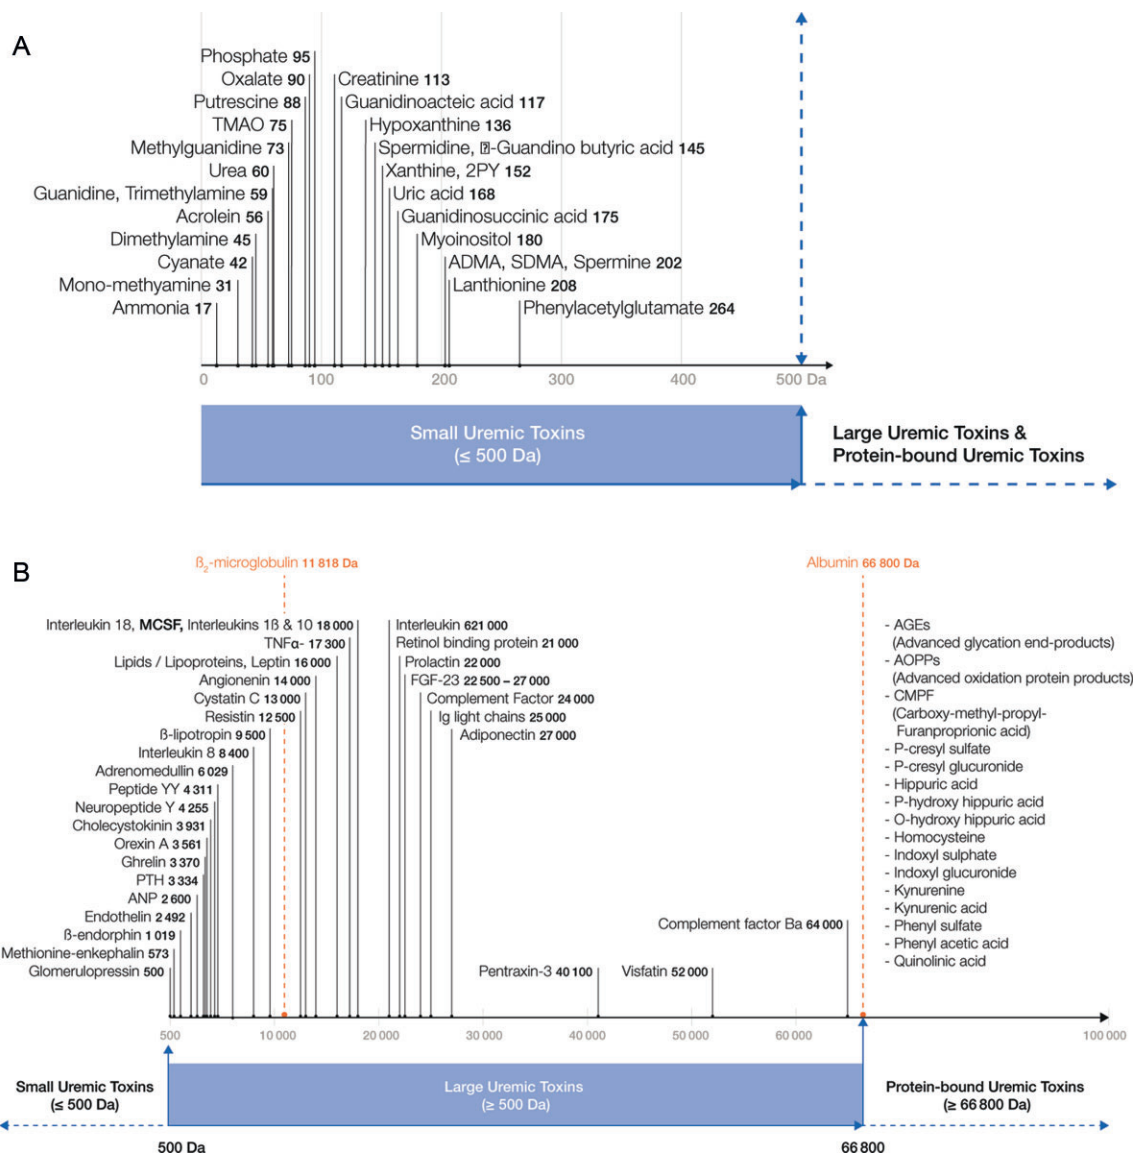 A
Phosphate 95
Oxalate 90
Creatinine 113
Putrescine 88
Guanidinoacteic acid 117
TMAO 75
Hypoxanthine 136
Methylguanidine 73
Spermidine, -Guandino butyric acid 145
Urea 60
Xanthine, 2PY 152
Guanidine, Trimethylamine 59
Uric acid 168
Acrolein 56
Guanidinosuccinic acid 175
Dimethylamine 45
Myoinositol 180
Cyanate 42
ADMA, SDMA, Spermine 202
Mono-methyamine 31
Lanthionine 208
Ammonia 17
Phenylacetylglutamate 264
0 100 200 300 400 500 Da
Small Uremic Toxins
(≤ 500 Da)
Large Uremic Toxins &
Protein-bound Uremic Toxins
B
ß2-microglobulin 11 818 Da
Albumin 66 800 Da
Interleukin 18, MCSF, Interleukins 1ß & 10 18 000
TNFα- 17 300
Lipids / Lipoproteins, Leptin 16 000
Angionenin 14 000
Cystatin C 13 000
Resistin 12 500
ß-lipotropin 9 500
Interleukin 8 8 400
Adrenomedullin 6 029
Peptide YY 4 311
Neuropeptide Y 4 255
Cholecystokinin 3 931
Orexin A 3 561
Ghrelin 3 370
PTH 3 334
ANP 2 600
Endothelin 2 492
ß-endorphin 1 019
Methionine-enkephalin 573
Glomerulopressin 500
Interleukin 621 000
Retinol binding protein 21 000
Prolactin 22 000
FGF-23 22 500 – 27 000
Complement Factor 24 000
Ig light chains 25 000
Adiponectin 27 000
Pentraxin-3 40 100
Visfatin 52 000
Complement factor Ba 64 000
- AGEs
(Advanced glycation end-products)
- AOPPs
(Advanced oxidation protein products)
- CMPF
(Carboxy-methyl-propyl-
Furanproprionic acid)
- P-cresyl sulfate
- P-cresyl glucuronide
- Hippuric acid
- P-hydroxy hippuric acid
- O-hydroxy hippuric acid
- Homocysteine
- Indoxyl sulphate
- Indoxyl glucuronide
- Kynurenine
- Kynurenic acid
- Phenyl sulfate
- Phenyl acetic acid
- Quinolinic acid
500 10 000 20 000 30 000 40 000 50 000 60 000 100 000
Small Uremic Toxins
(≤ 500 Da)
Large Uremic Toxins
(≥ 500 Da)
Protein-bound Uremic Toxins
(≥ 66 800 Da)
500 Da
66 800